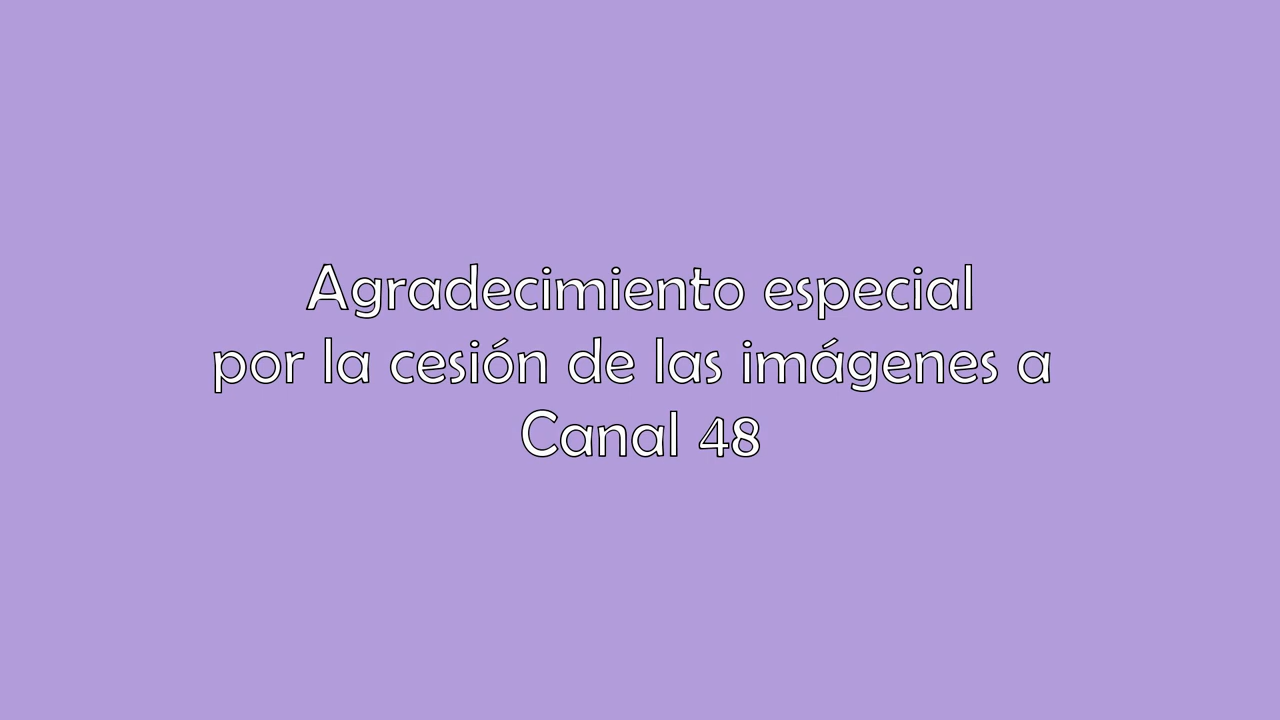 Agradecimiento especial
por la cesión de las imágenes a
Canal 48